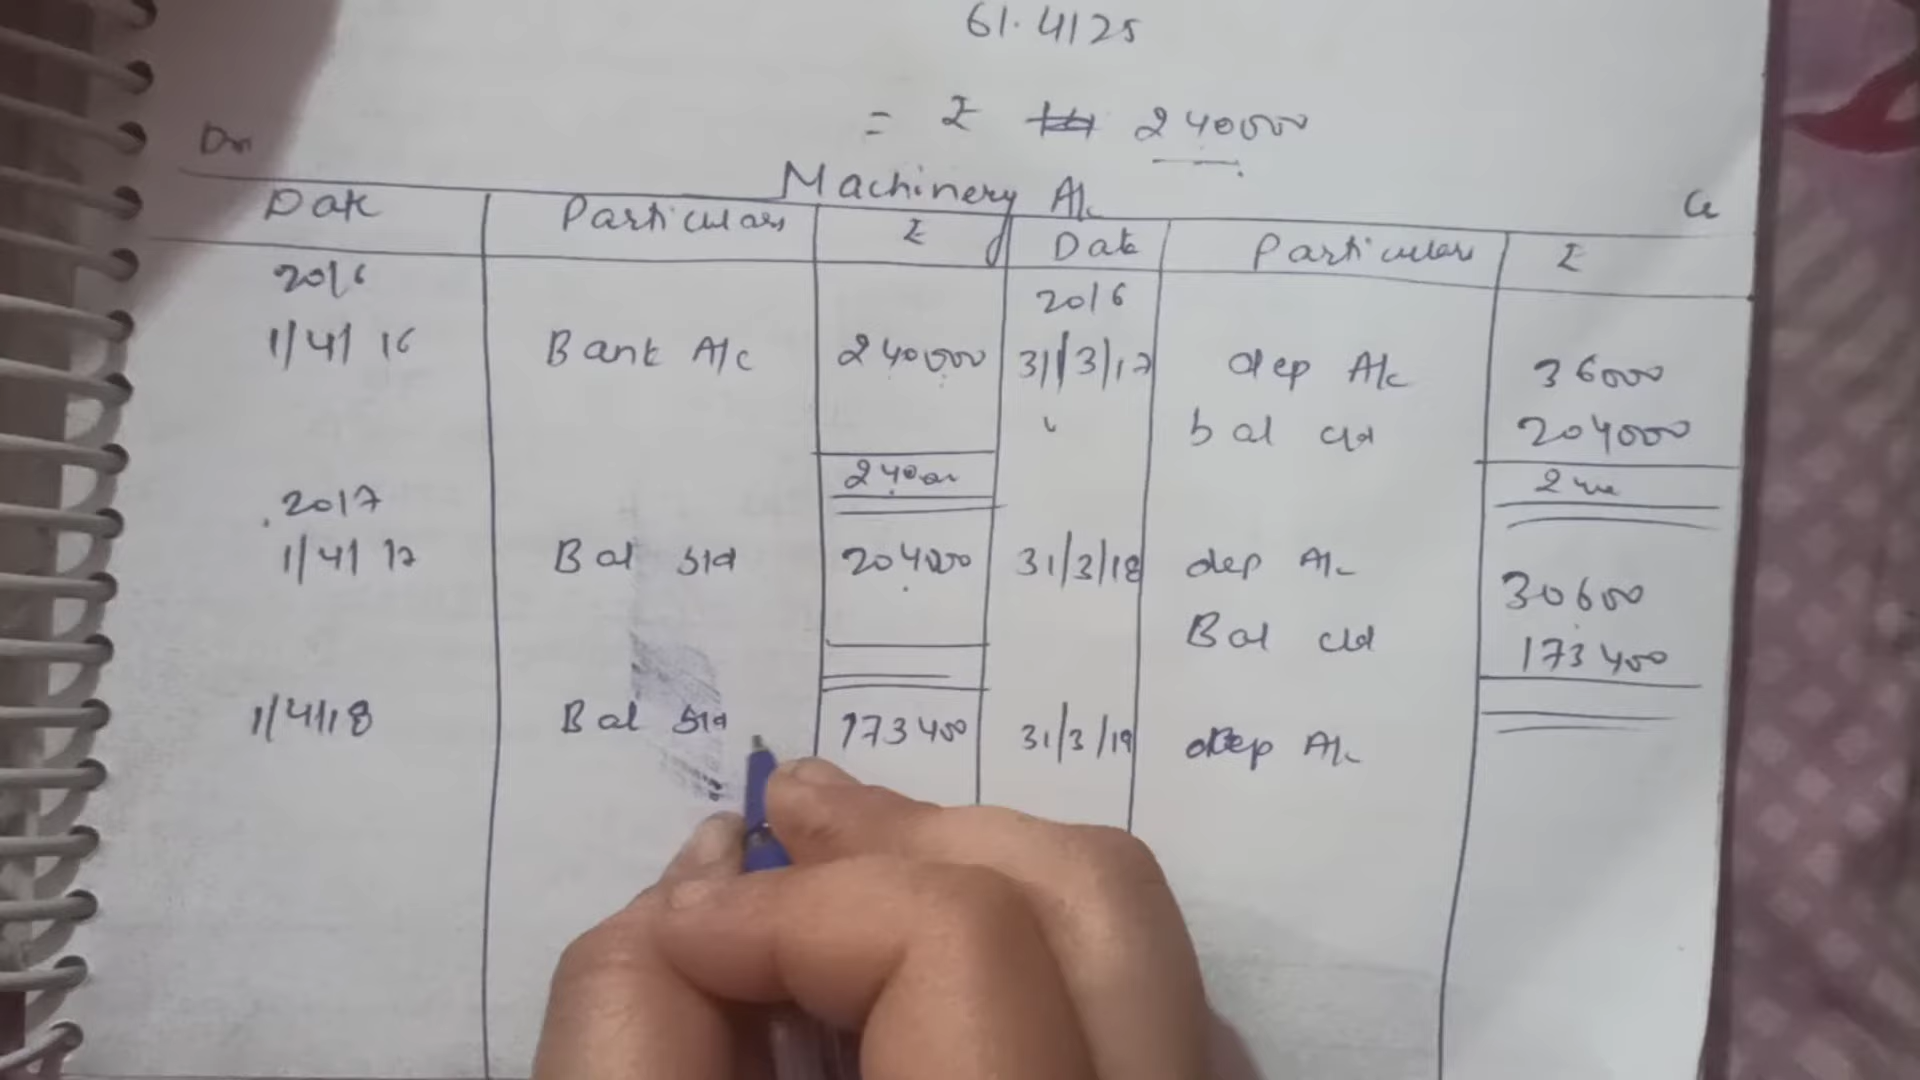 61.4125
= ₹ 240000
Dr
Machinery A/c
Cr
Date Particulars ₹ Date Particulars ₹
2016 2016
1/4/16 Bank A/c 240000 31/3/17 dep A/c 36000
bal c/d 204000
24000
2017
1/4/17 Bal b/d 204000 31/3/18 dep A/c 30600
Bal c/d 173400
1/4/18 Bal b/d 173400 31/3/19 Dep A/c